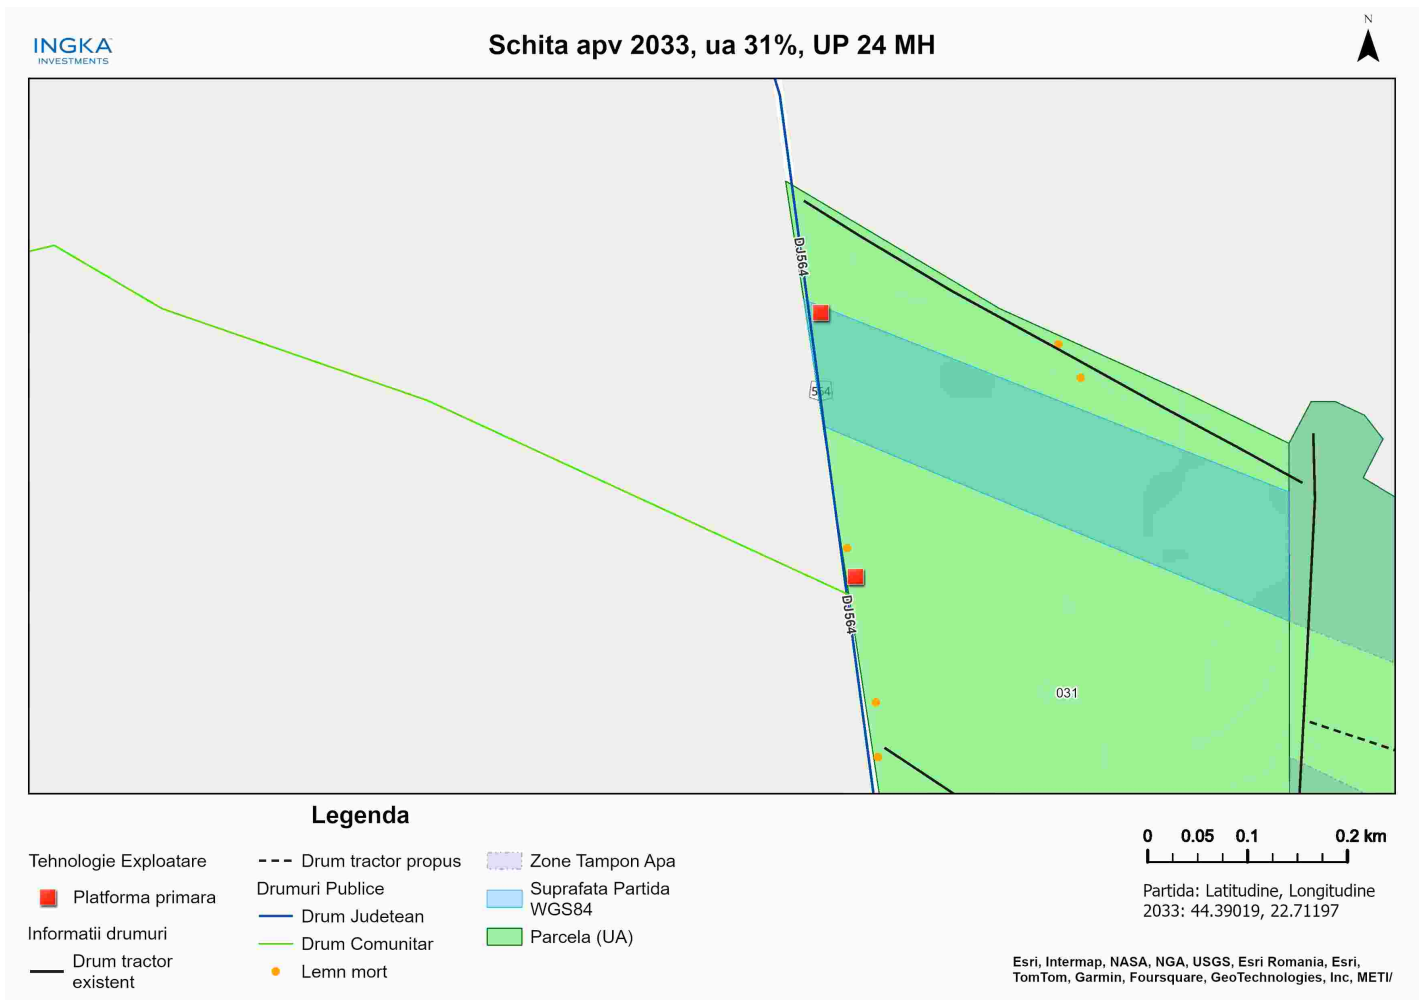 INGKA
INVESTMENTS
Schita apv 2033, ua 31%, UP 24 MH
N
DJ564
564
DJ564
031
Legenda
Tehnologie Exploatare
Platforma primara
Informatii drumuri
Drum tractor
existent
Drum tractor propus
Drumuri Publice
Drum Judetean
Drum Comunitar
Lemn mort
Zone Tampon Apa
Suprafata Partida
WGS84
Parcela (UA)
0 0.05 0.1 0.2 km
Partida: Latitudine, Longitudine
2033: 44.39019, 22.71197
Esri, Intermap, NASA, NGA, USGS, Esri Romania, Esri,
TomTom, Garmin, Foursquare, GeoTechnologies, Inc, METI/